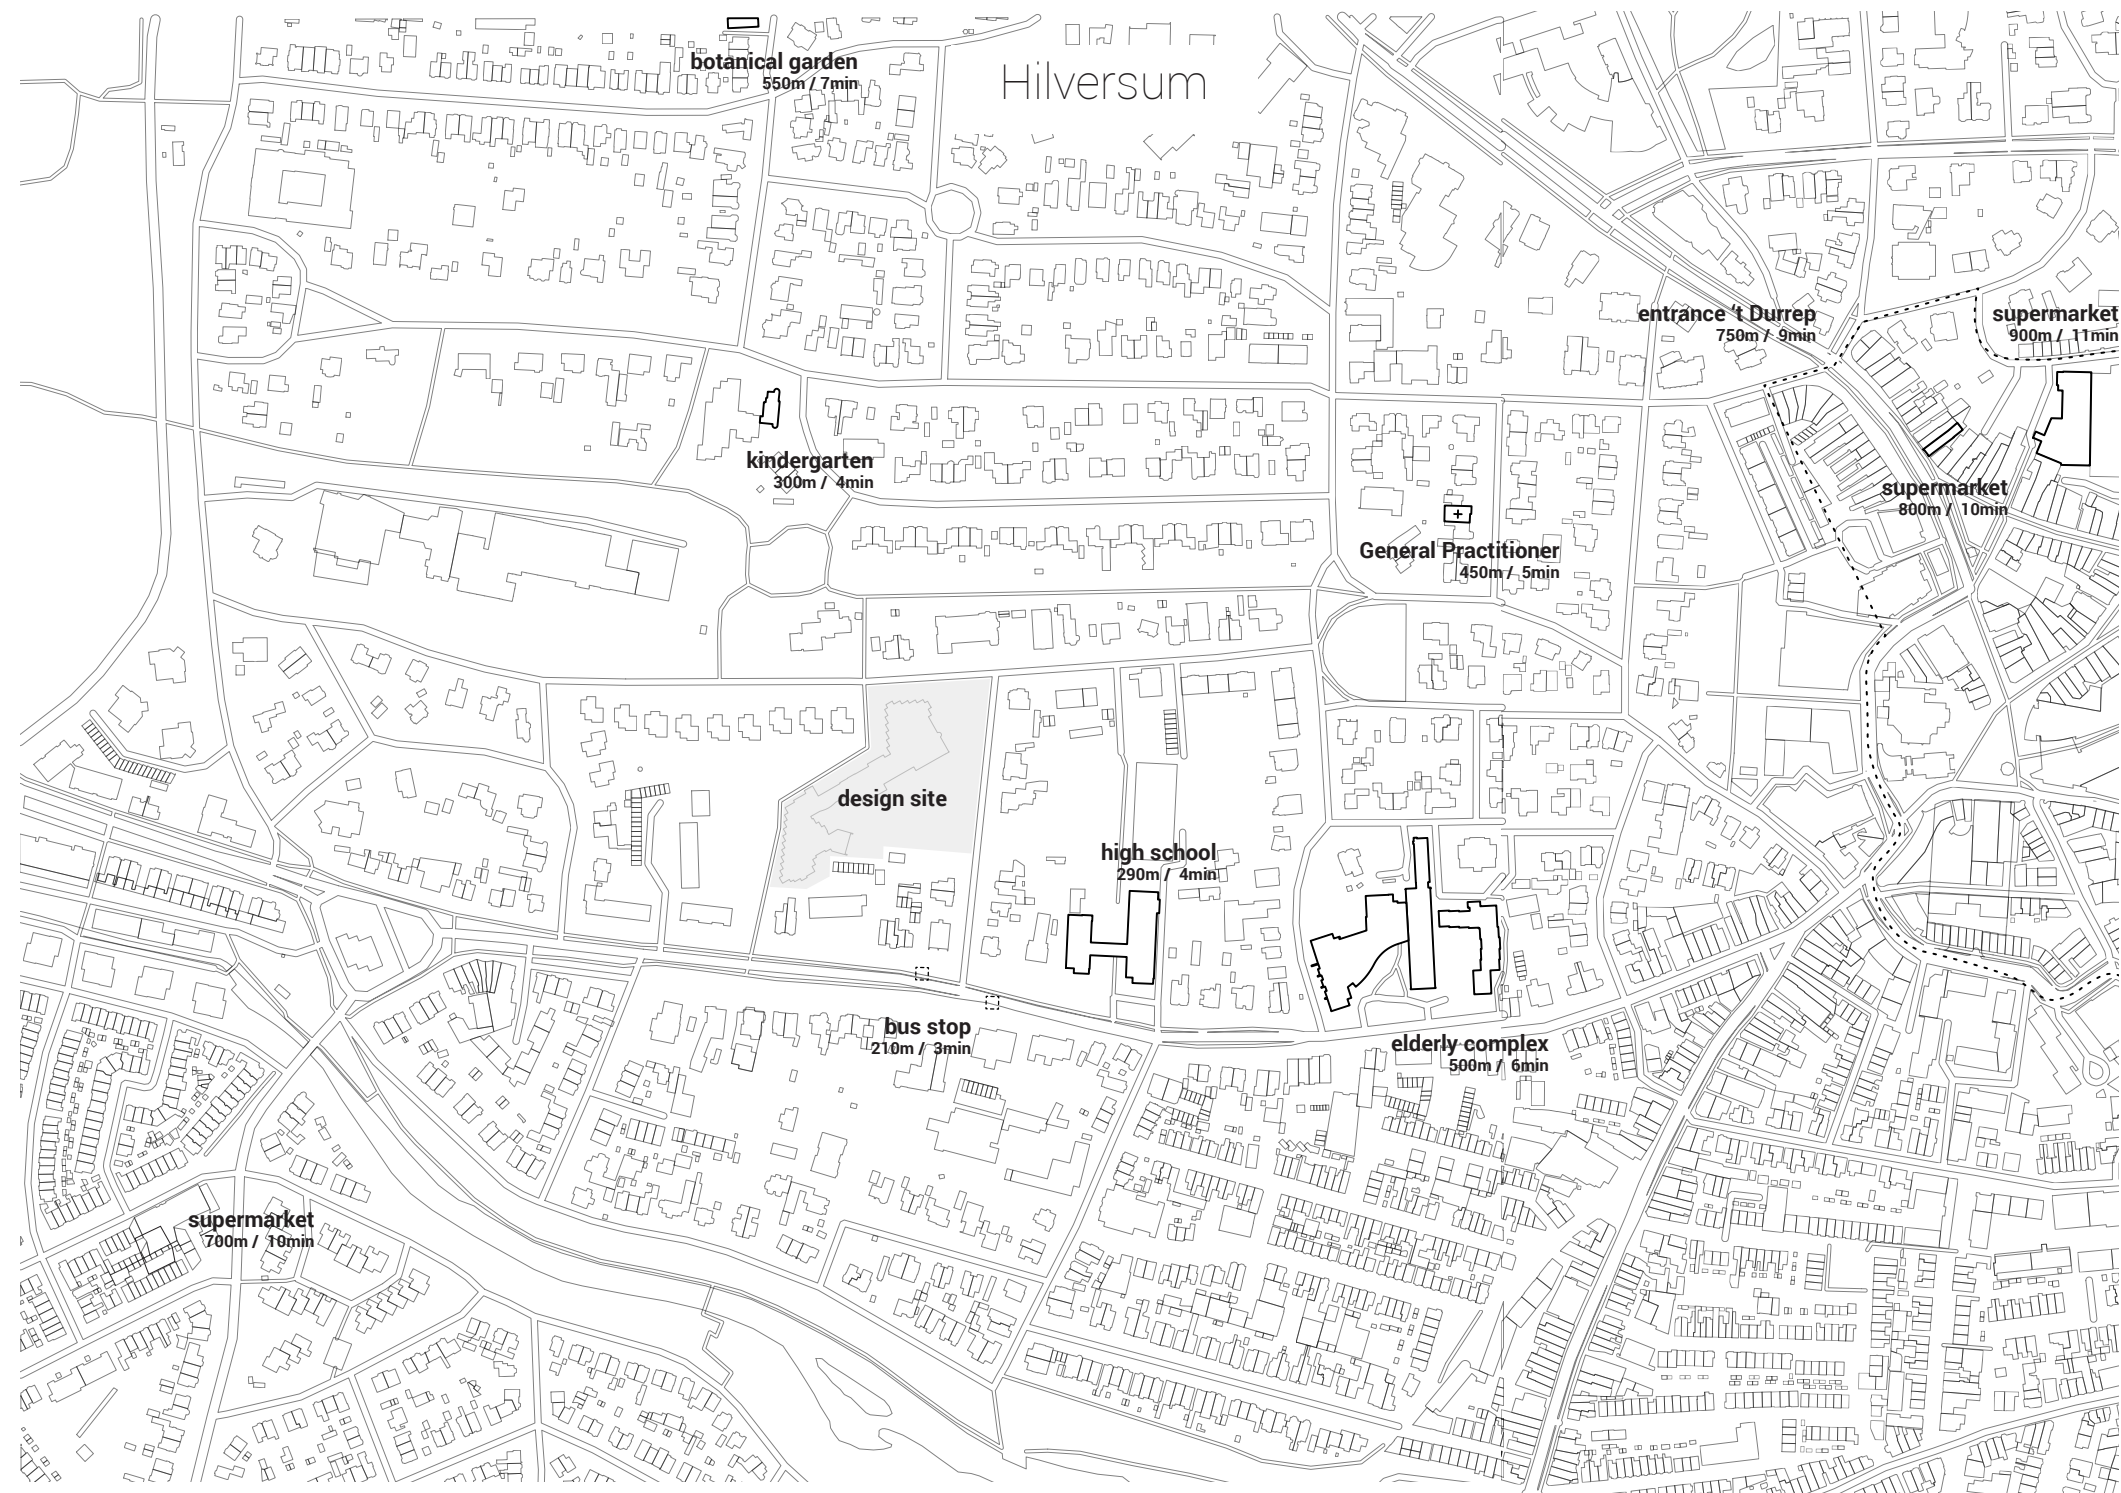 botanical garden
550m / 7min
Hilversum
entrance 't Durrep
750m / 9min
supermarket
900m / 11min
kindergarten
300m / 4min
supermarket
800m / 10min
General Practitioner
450m / 5min
design site
high school
290m / 4min
bus stop
210m / 3min
elderly complex
500m / 6min
supermarket
700m / 10min